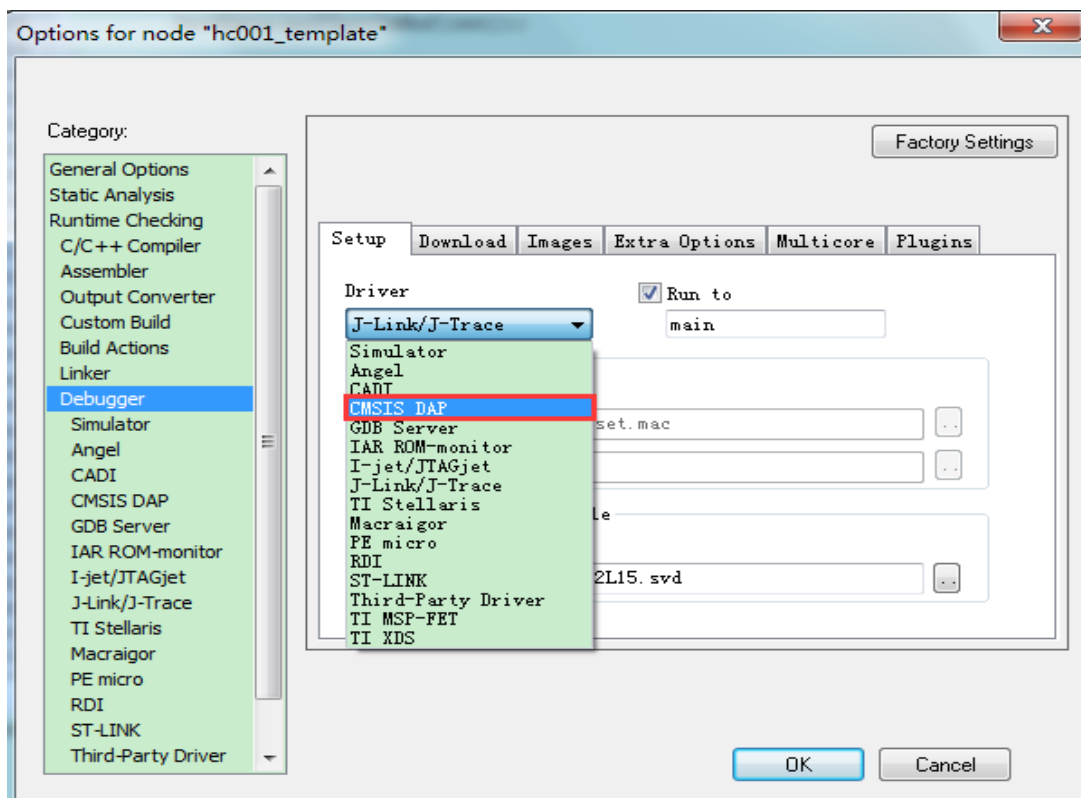 Options for node "hc001_template"
Category:
General Options
Static Analysis
Runtime Checking
C/C++ Compiler
Assembler
Output Converter
Custom Build
Build Actions
Linker
Debugger
Simulator
Angel
CADI
CMSIS DAP
GDB Server
IAR ROM-monitor
I-jet/JTAGjet
J-Link/J-Trace
TI Stellaris
Macraigor
PE micro
RDI
ST-LINK
Third-Party Driver
Factory Settings
Setup Download Images Extra Options Multicore Plugins
Driver
Run to
J-Link/J-Trace
main
Simulator
Angel
CADI
CMSIS DAP
GDB Server
IAR ROM-monitor
I-jet/JTAGjet
J-Link/J-Trace
TI Stellaris
Macraigor
PE micro
RDI
ST-LINK
Third-Party Driver
TI MSP-FET
TI XDS
set.mac
le
2L15.svd
OK
Cancel